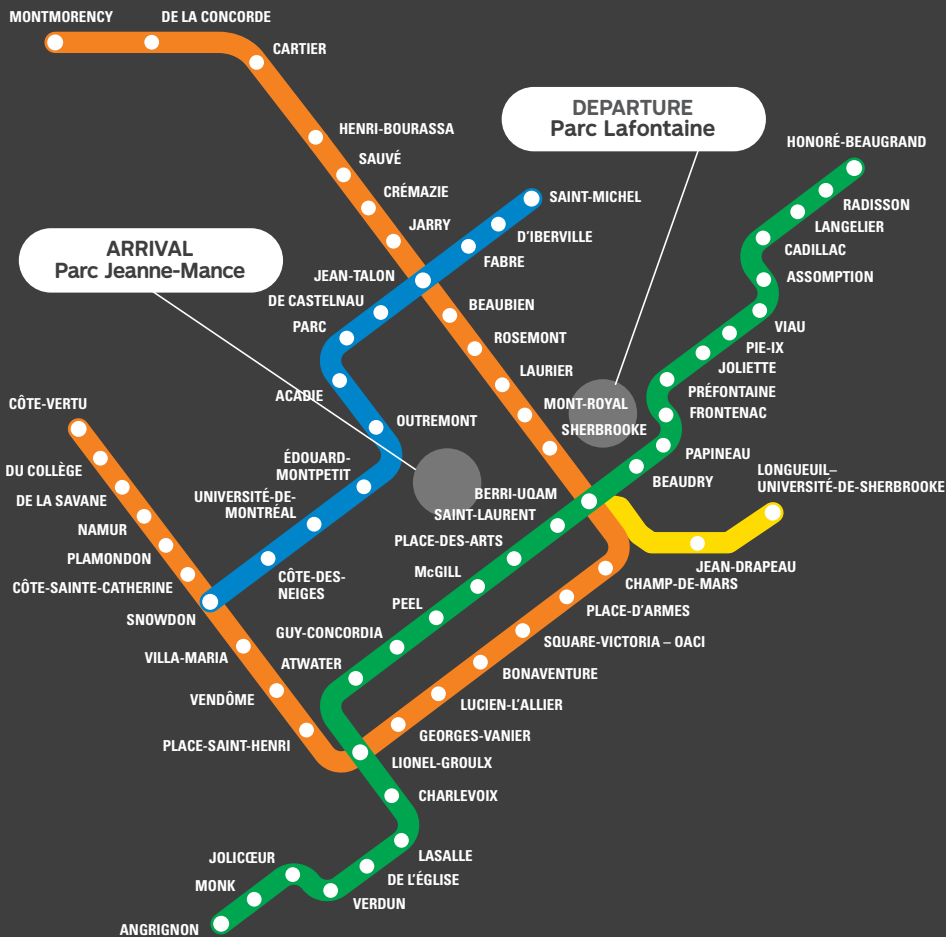 MONTMORENCY
DE LA CONCORDE
CARTIER
DEPARTURE
Parc Lafontaine
HENRI-BOURASSA
SAUVÉ
CRÉMAZIE
JARRY
HONORÉ-BEAUGRAND
RADISSON
LANGELIER
CADILLAC
ASSOMPTION
SAINT-MICHEL
D'IBERVILLE
FABRE
ARRIVAL
Parc Jeanne-Mance
JEAN-TALON
DE CASTELNAU
PARC
ACADIE
OUTREMONT
BEAUBIEN
ROSEMONT
LAURIER
MONT-ROYAL
SHERBROOKE
VIAU
PIE-IX
JOLIETTE
PRÉFONTAINE
FRONTENAC
PAPINEAU
BEAUDRY
LONGUEUIL–
UNIVERSITÉ-DE-SHERBROOKE
JEAN-DRAPEAU
CÔTE-VERTU
DU COLLÈGE
DE LA SAVANE
NAMUR
PLAMONDON
CÔTE-SAINTE-CATHERINE
SNOWDON
VILLA-MARIA
VENDÔME
PLACE-SAINT-HENRI
ÉDOUARD-
MONTPETIT
UNIVERSITÉ-DE-
MONTRÉAL
CÔTE-DES-
NEIGES
BERRI-UQAM
SAINT-LAURENT
PLACE-DES-ARTS
McGILL
PEEL
GUY-CONCORDIA
ATWATER
CHAMP-DE-MARS
PLACE-D'ARMES
SQUARE-VICTORIA – OACI
BONAVENTURE
LUCIEN-L'ALLIER
GEORGES-VANIER
LIONEL-GROULX
CHARLEVOIX
LASALLE
DE L'ÉGLISE
VERDUN
JOLICŒUR
MONK
ANGRIGNON